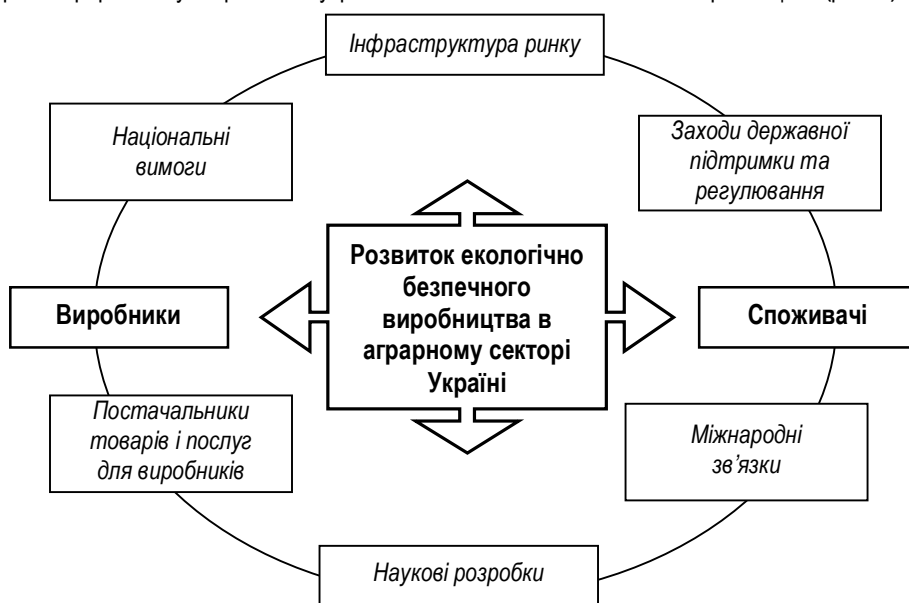 Інфраструктура ринку
Національні
вимоги
Заходи державної
підтримки та
регулювання
Розвиток екологічно
безпечного
виробництва в
аграрному секторі
Україні
Виробники
Споживачі
Постачальники
товарів і послуг
для виробників
Міжнародні
зв’язки
Наукові розробки